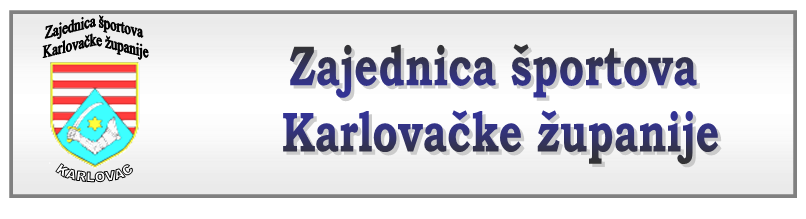 Zajednica športova
Karlovačke županije
KARLOVAC
Zajednica športova
Karlovačke županije